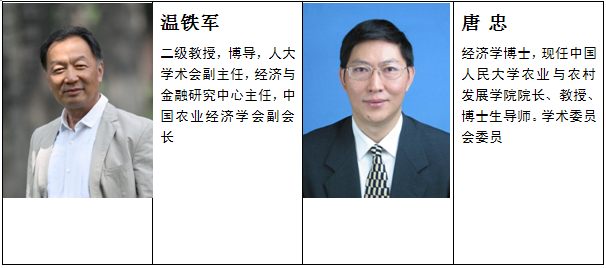 温铁军
二级教授，博导，人大
学术会副主任，经济与
金融研究中心主任，中
国农业经济学会副会
长
唐 忠
经济学博士，现任中国
人民大学农业与农村
发展学院院长、教授、
博士生导师。学术委员
会委员